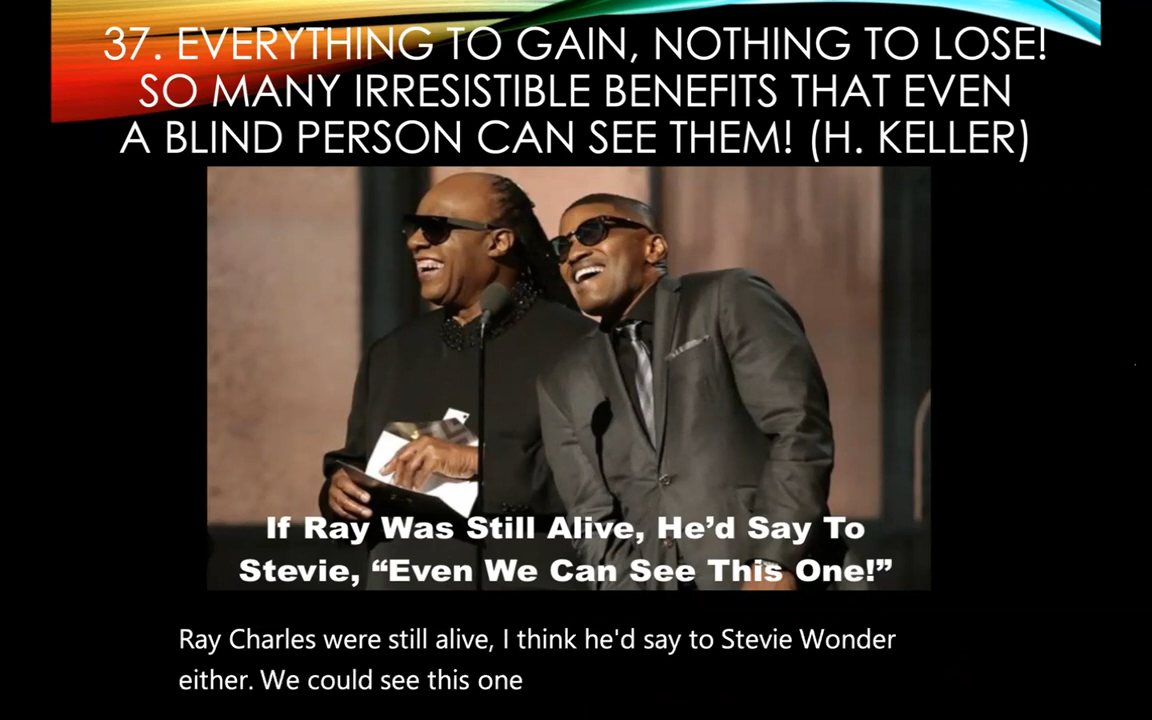 37. EVERYTHING TO GAIN, NOTHING TO LOSE!
SO MANY IRRESISTIBLE BENEFITS THAT EVEN
A BLIND PERSON CAN SEE THEM! (H. KELLER)
If Ray Was Still Alive, He’d Say To
Stevie, “Even We Can See This One!”
Ray Charles were still alive, I think he'd say to Stevie Wonder
either. We could see this one